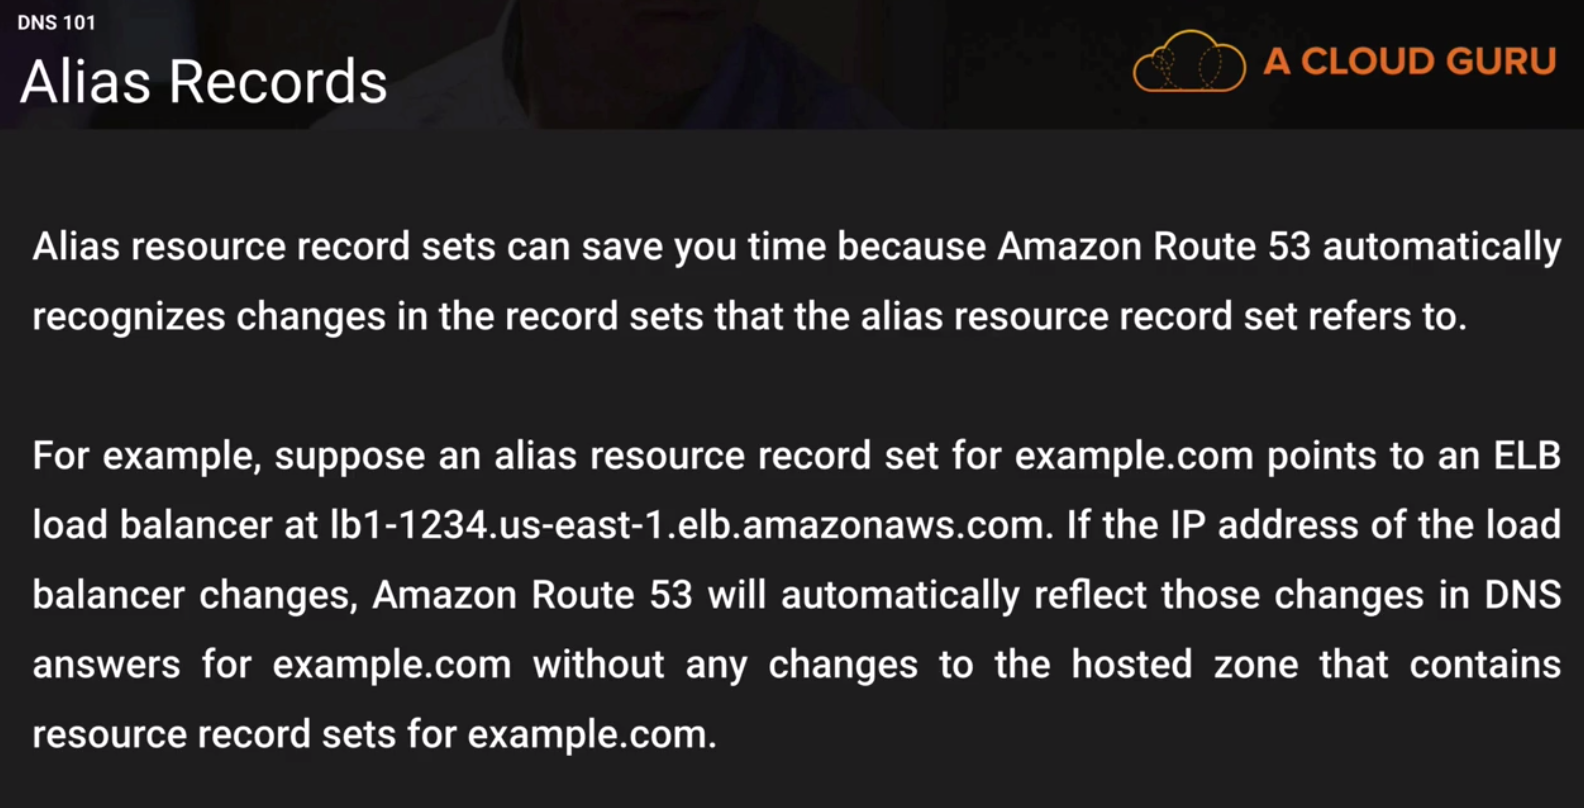 DNS 101
Alias Records
A CLOUD GURU
Alias resource record sets can save you time because Amazon Route 53 automatically
recognizes changes in the record sets that the alias resource record set refers to.
For example, suppose an alias resource record set for example.com points to an ELB
load balancer at lb1-1234.us-east-1.elb.amazonaws.com. If the IP address of the load
balancer changes, Amazon Route 53 will automatically reflect those changes in DNS
answers for example.com without any changes to the hosted zone that contains
resource record sets for example.com.